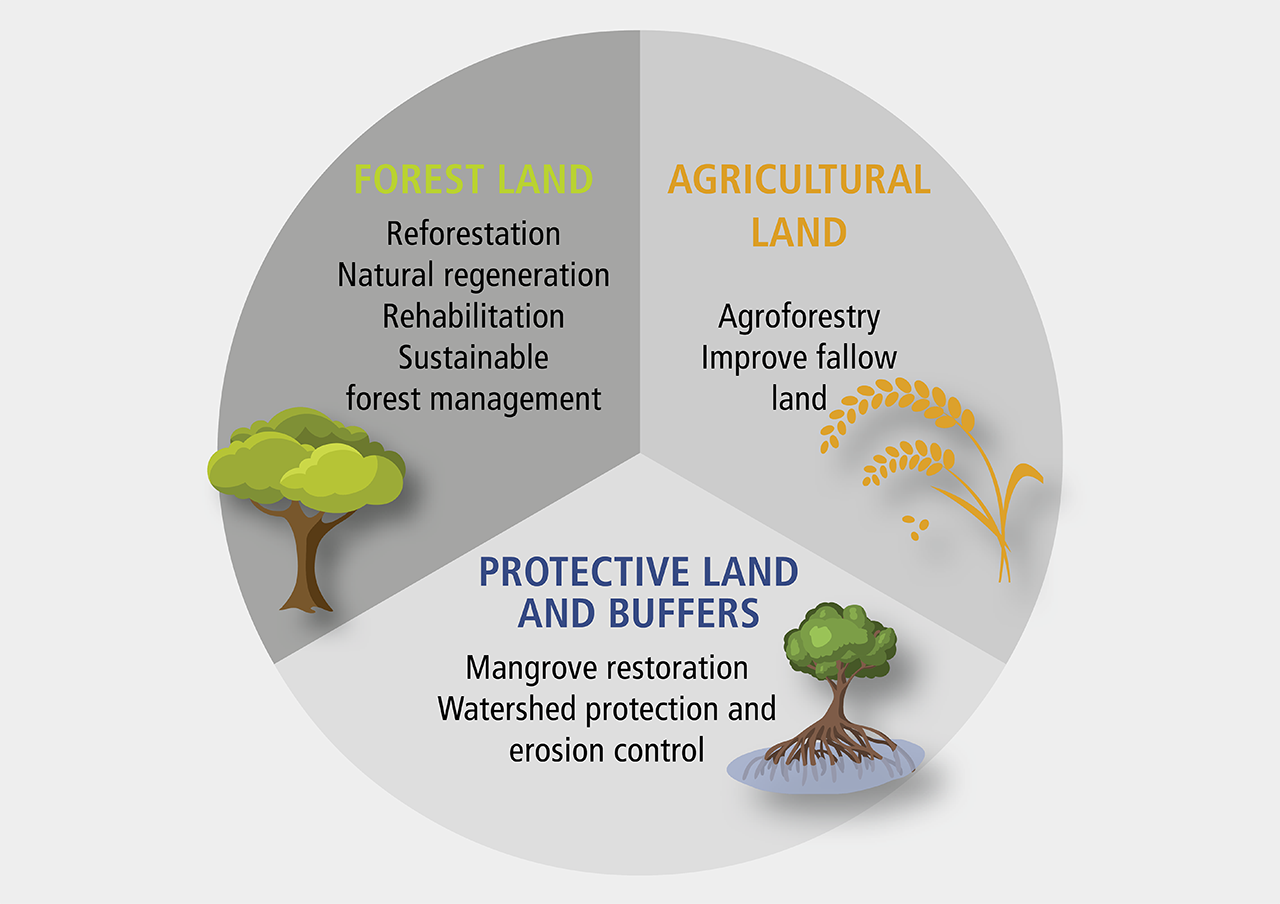 FOREST LAND
Reforestation
Natural regeneration
Rehabilitation
Sustainable
forest management
AGRICULTURAL
LAND
Agroforestry
Improve fallow
land
PROTECTIVE LAND
AND BUFFERS
Mangrove restoration
Watershed protection and
erosion control